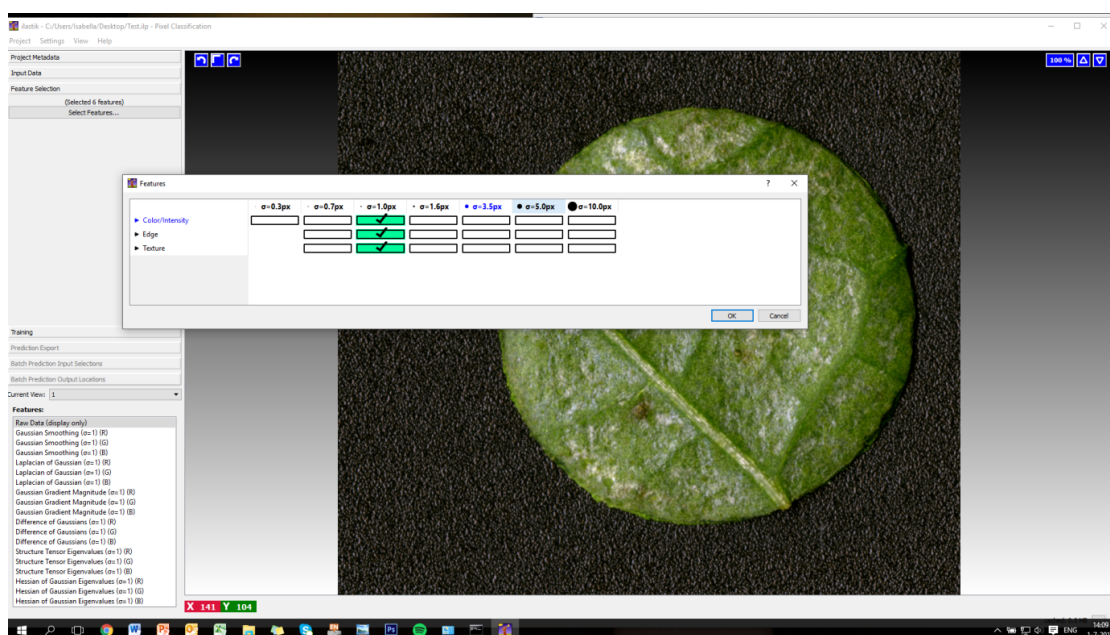 ilastik - C:/Users/Isabella/Desktop/Test.ilp - Pixel Classification
Project Settings View Help
Project Metadata
Input Data
Feature Selection
(Selected 6 features)
Select Features...
100 %
Features
σ=0.3px σ=0.7px σ=1.0px σ=1.6px σ=3.5px σ=5.0px σ=10.0px
Color/Intensity
Edge
Texture
OK Cancel
Training
Prediction Export
Batch Prediction Input Selections
Batch Prediction Output Locations
Current View: 1
Features:
Raw Data (display only)
Gaussian Smoothing (σ=1) (R)
Gaussian Smoothing (σ=1) (G)
Gaussian Smoothing (σ=1) (B)
Laplacian of Gaussian (σ=1) (R)
Laplacian of Gaussian (σ=1) (G)
Laplacian of Gaussian (σ=1) (B)
Gaussian Gradient Magnitude (σ=1) (R)
Gaussian Gradient Magnitude (σ=1) (G)
Gaussian Gradient Magnitude (σ=1) (B)
Difference of Gaussians (σ=1) (R)
Difference of Gaussians (σ=1) (G)
Difference of Gaussians (σ=1) (B)
Structure Tensor Eigenvalues (σ=1) (R)
Structure Tensor Eigenvalues (σ=1) (G)
Structure Tensor Eigenvalues (σ=1) (B)
Hessian of Gaussian Eigenvalues (σ=1) (R)
Hessian of Gaussian Eigenvalues (σ=1) (G)
Hessian of Gaussian Eigenvalues (σ=1) (B)
X 141 Y 104
ENG 14:09